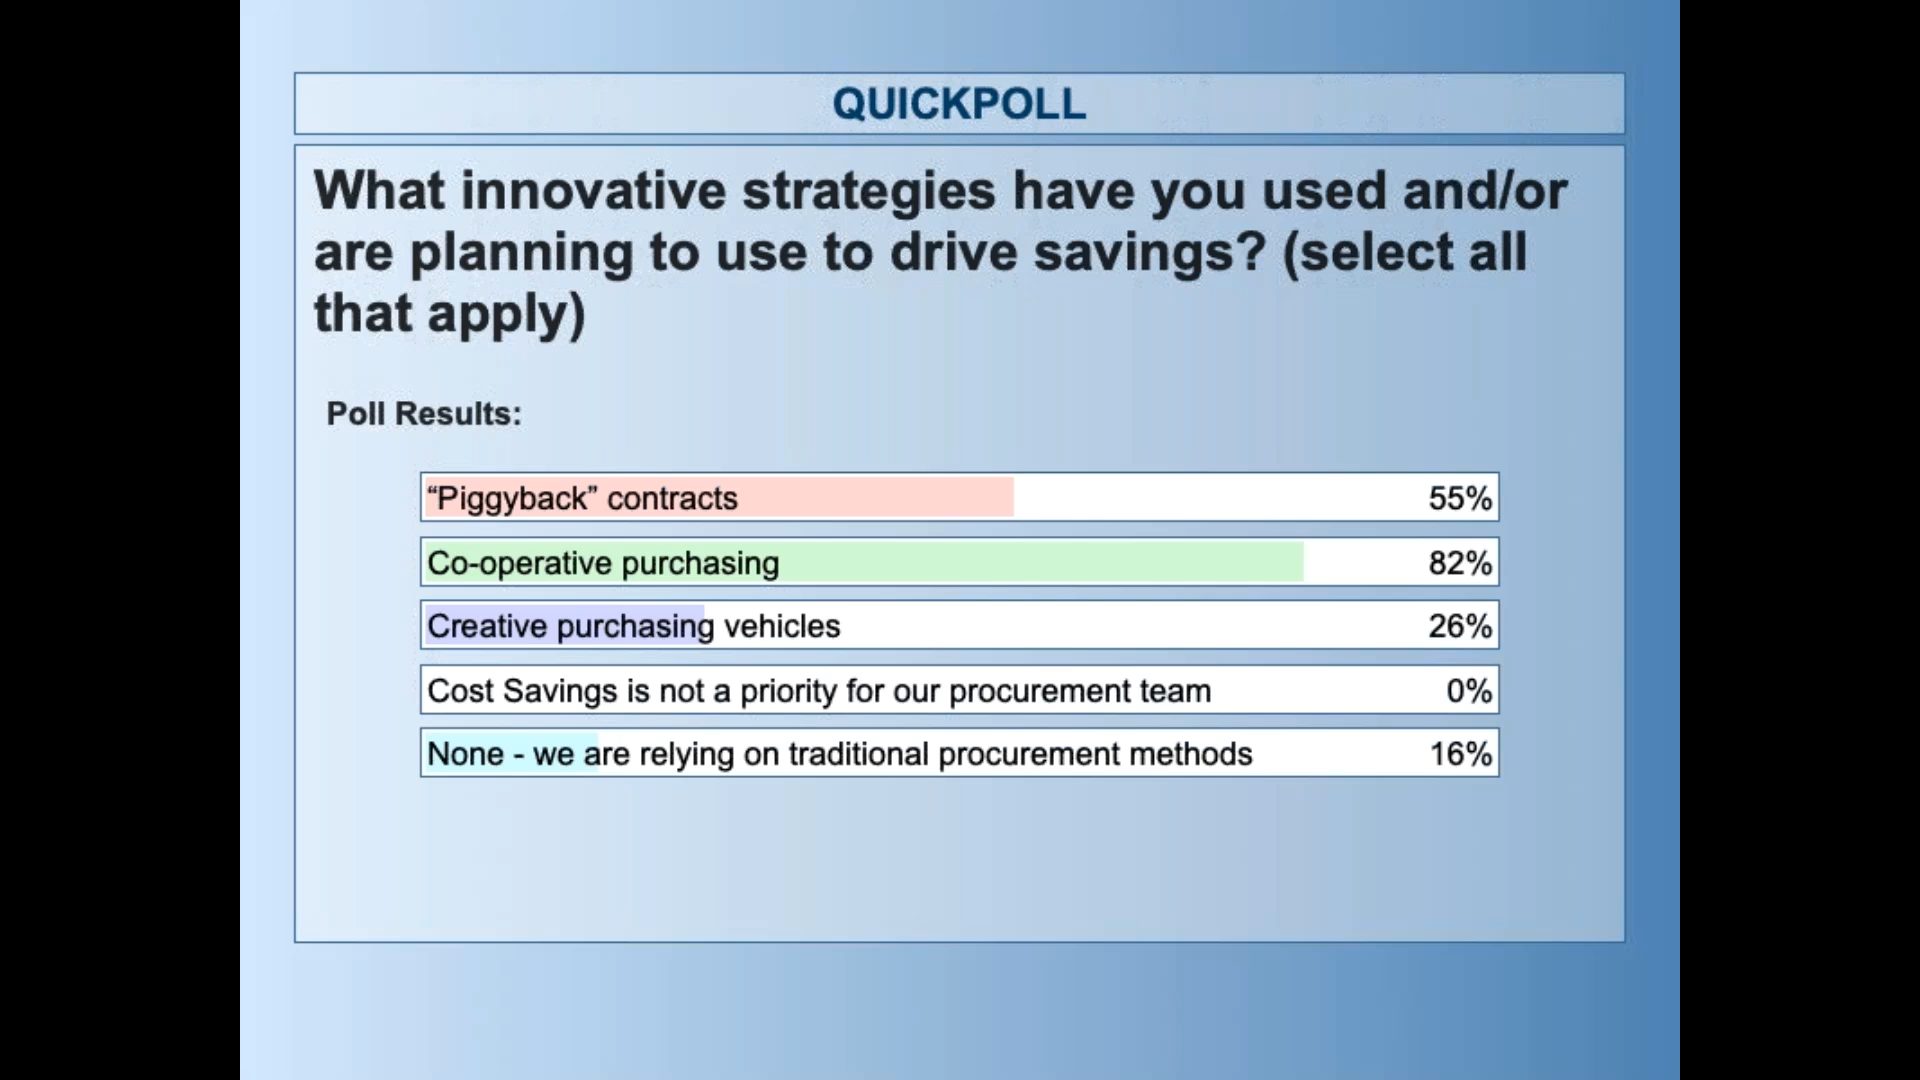 QUICKPOLL
What innovative strategies have you used and/or
are planning to use to drive savings? (select all
that apply)
Poll Results:
“Piggyback” contracts 55%
Co-operative purchasing 82%
Creative purchasing vehicles 26%
Cost Savings is not a priority for our procurement team 0%
None - we are relying on traditional procurement methods 16%